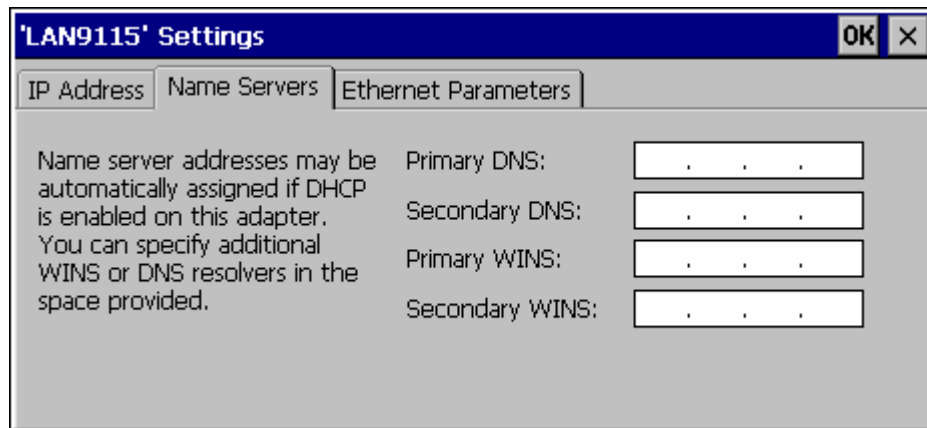 'LAN9115' Settings OK ×
IP Address Name Servers Ethernet Parameters
Name server addresses may be
automatically assigned if DHCP
is enabled on this adapter.
You can specify additional
WINS or DNS resolvers in the
space provided.
Primary DNS: . . .
Secondary DNS: . . .
Primary WINS: . . .
Secondary WINS: . . .